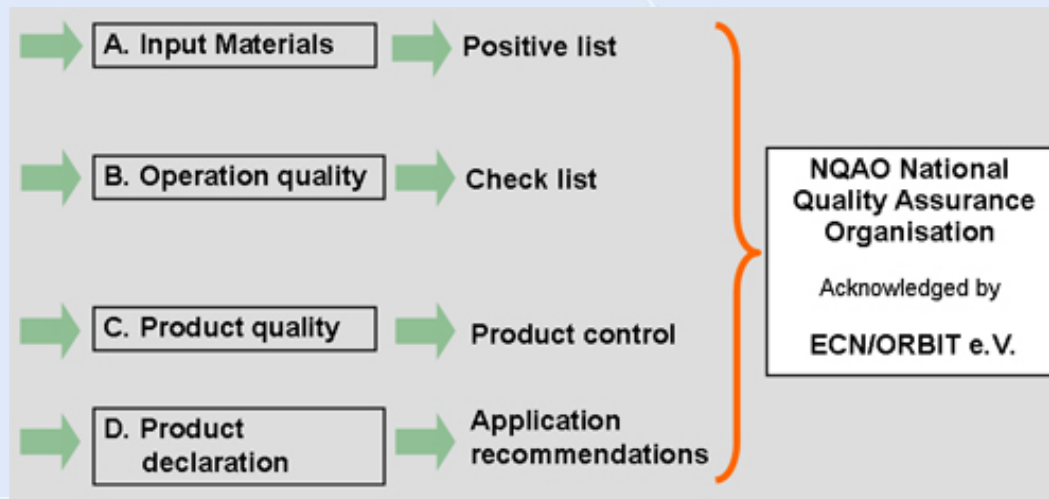 A. Input Materials
Positive list
B. Operation quality
Check list
C. Product quality
Product control
D. Product
declaration
Application
recommendations
NQAO National
Quality Assurance
Organisation
Acknowledged by
ECN/ORBIT e.V.